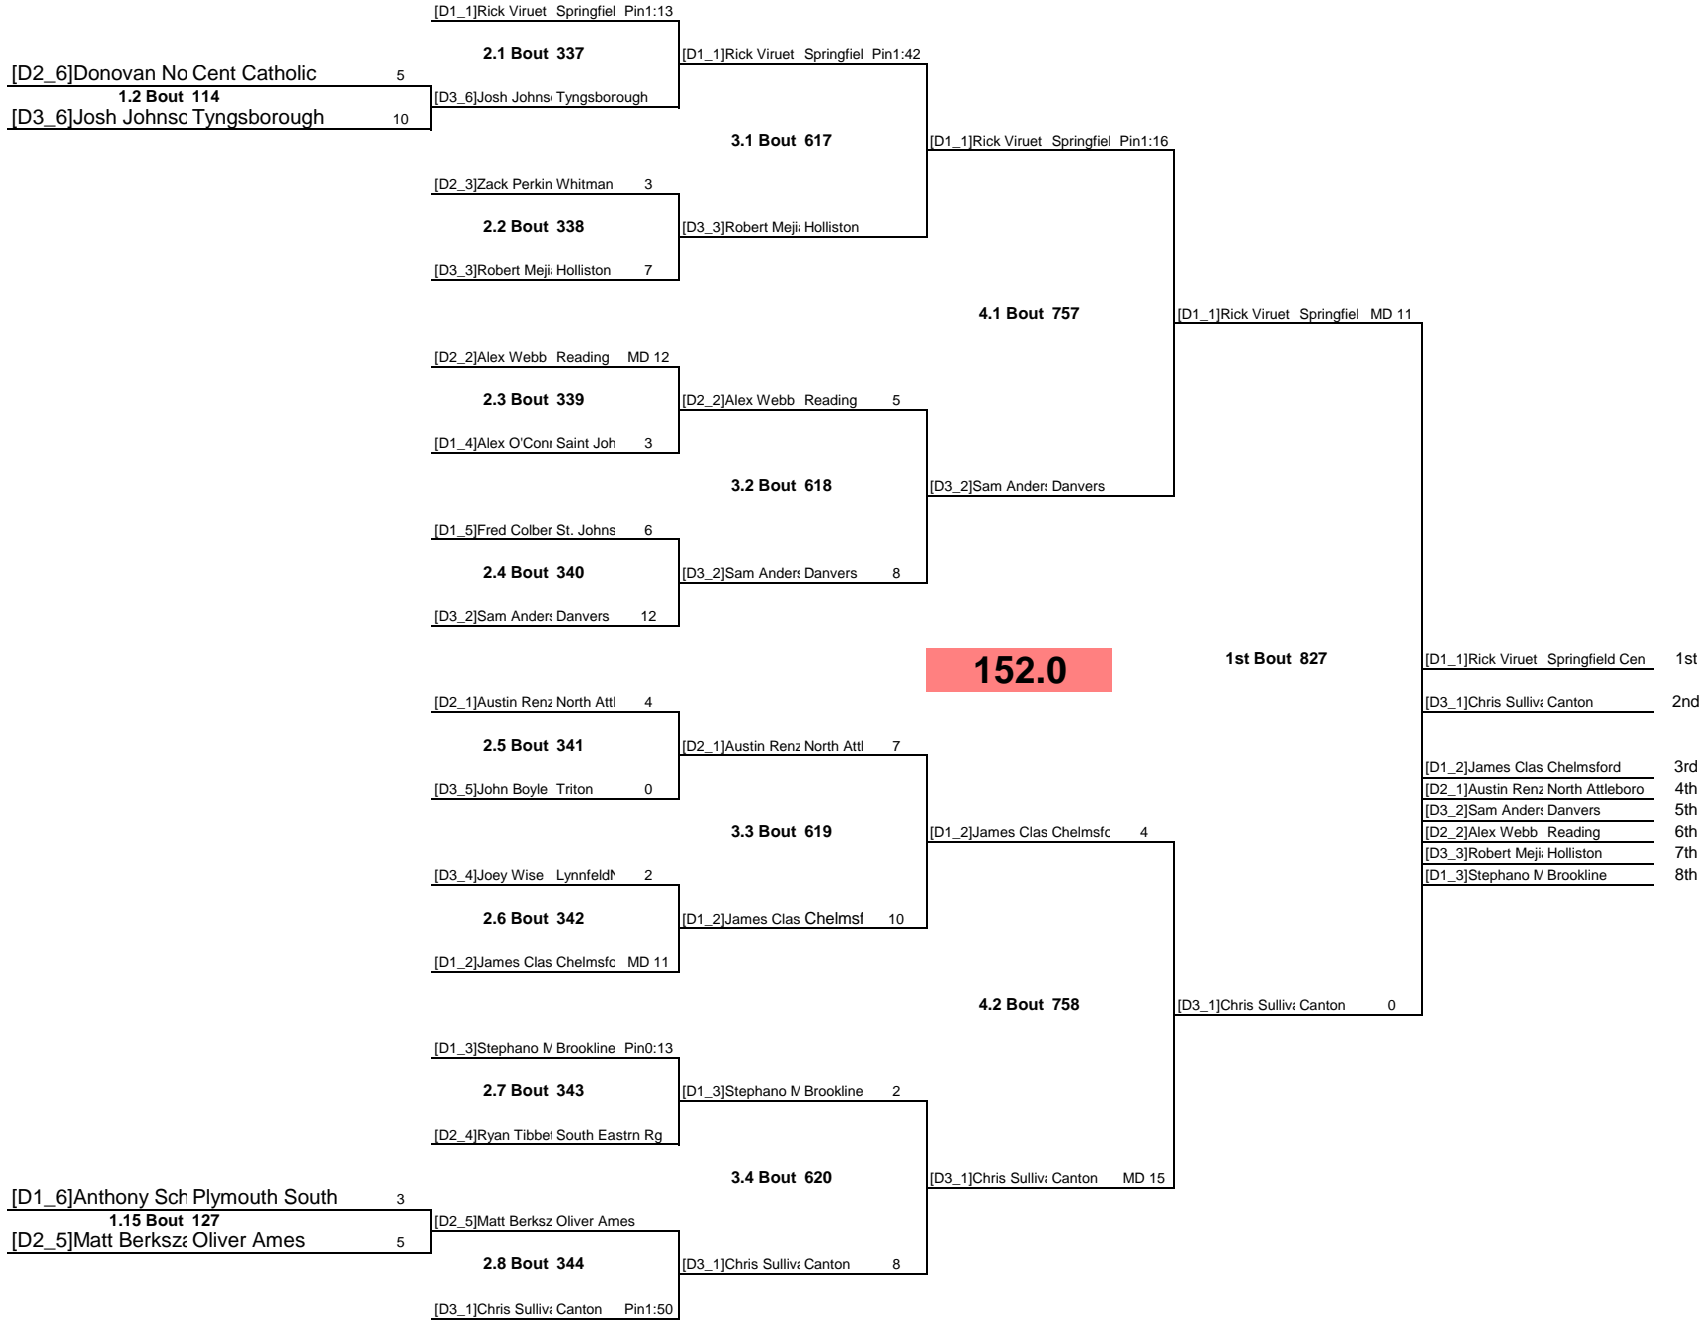 [D1_1]Rick Viruet Springfiel Pin1:13
2.1 Bout 337
[D1_1]Rick Viruet Springfiel Pin1:42
[D2_6]Donovan No Cent Catholic 5
1.2 Bout 114
[D3_6]Josh Johns Tyngsborough
[D3_6]Josh Johnsc Tyngsborough 10
3.1 Bout 617
[D1_1]Rick Viruet Springfiel Pin1:16
[D2_3]Zack Perkin Whitman 3
2.2 Bout 338
[D3_3]Robert Meji Holliston
[D3_3]Robert Meji Holliston 7
4.1 Bout 757
[D1_1]Rick Viruet Springfiel MD 11
[D2_2]Alex Webb Reading MD 12
2.3 Bout 339
[D2_2]Alex Webb Reading 5
[D1_4]Alex O'Conr Saint Joh 3
3.2 Bout 618
[D3_2]Sam Anders Danvers
[D1_5]Fred Colber St. Johns 6
2.4 Bout 340
[D3_2]Sam Anders Danvers 8
[D3_2]Sam Anders Danvers 12
152.0
1st Bout 827
[D1_1]Rick Viruet Springfield Cen 1st
[D2_1]Austin Renz North Attl 4
[D3_1]Chris Sulliva Canton 2nd
2.5 Bout 341
[D2_1]Austin Renz North Attl 7
[D1_2]James Clas Chelmsford 3rd
[D3_5]John Boyle Triton 0
[D2_1]Austin Renz North Attleboro 4th
[D3_2]Sam Anders Danvers 5th
3.3 Bout 619
[D1_2]James Clas Chelmsfc 4
[D2_2]Alex Webb Reading 6th
[D3_3]Robert Meji Holliston 7th
[D3_4]Joey Wise LynnfeldN 2
[D1_3]Stephano M Brookline 8th
2.6 Bout 342
[D1_2]James Clas Chelmsf 10
[D1_2]James Clas Chelmsfc MD 11
4.2 Bout 758
[D3_1]Chris Sulliva Canton 0
[D1_3]Stephano M Brookline Pin0:13
2.7 Bout 343
[D1_3]Stephano M Brookline 2
[D2_4]Ryan Tibbet South Eastrn Rg
3.4 Bout 620
[D3_1]Chris Sulliva Canton MD 15
[D1_6]Anthony Sch Plymouth South 3
1.15 Bout 127
[D2_5]Matt Berksz Oliver Ames
[D2_5]Matt Berksza Oliver Ames 5
2.8 Bout 344
[D3_1]Chris Sulliva Canton 8
[D3_1]Chris Sulliva Canton Pin1:50